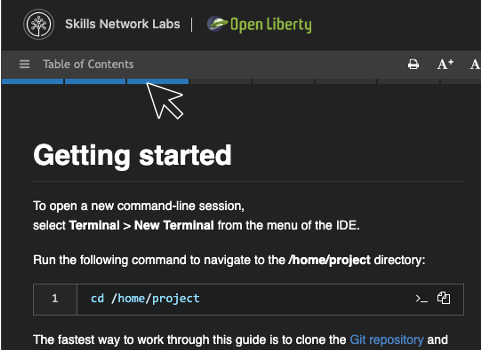 Skills Network Labs | Open Liberty
Table of Contents A+ A
Getting started
To open a new command-line session,
select Terminal > New Terminal from the menu of the IDE.
Run the following command to navigate to the /home/project directory:
1 cd /home/project >_
The fastest way to work through this guide is to clone the Git repository and